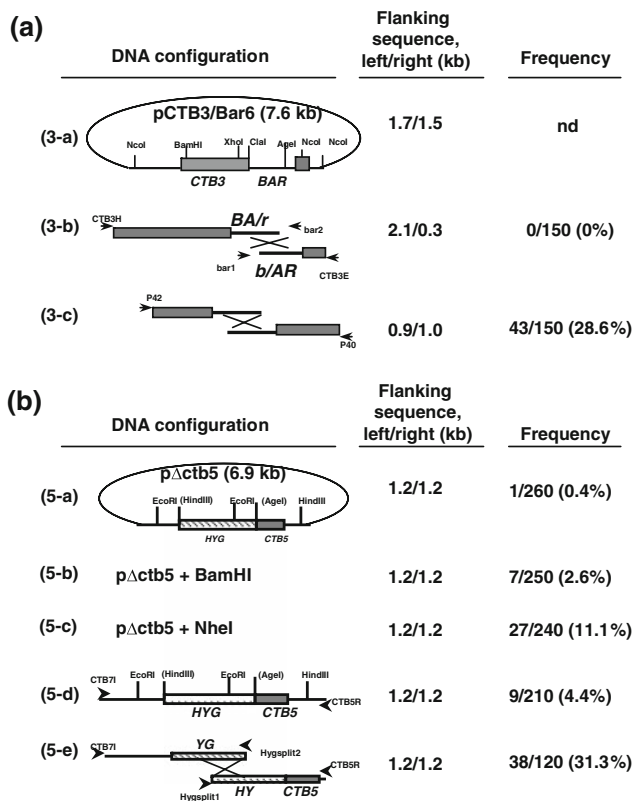 (a)
DNA configuration
Flanking
sequence,
left/right (kb)
Frequency
(3-a)
pCTB3/Bar6 (7.6 kb)
NcoI BamHI XhoI ClaI AgeI NcoI NcoI
CTB3 BAR
1.7/1.5
nd
(3-b)
CTB3H
BA/r
bar2
bar1
b/AR
CTB3E
2.1/0.3
0/150 (0%)
(3-c)
P42
P40
0.9/1.0
43/150 (28.6%)
(b)
DNA configuration
Flanking
sequence,
left/right (kb)
Frequency
(5-a)
pΔctb5 (6.9 kb)
EcoRI (HindIII) EcoRI (AgeI) HindIII
HYG CTB5
1.2/1.2
1/260 (0.4%)
(5-b)
pΔctb5 + BamHI
1.2/1.2
7/250 (2.6%)
(5-c)
pΔctb5 + NheI
1.2/1.2
27/240 (11.1%)
(5-d)
CTB7I
EcoRI (HindIII) EcoRI (AgeI) HindIII
CTB5R
HYG CTB5
1.2/1.2
9/210 (4.4%)
(5-e)
CTB7I
YG
Hygsplit2
CTB5R
Hygsplit1
HY CTB5
1.2/1.2
38/120 (31.3%)